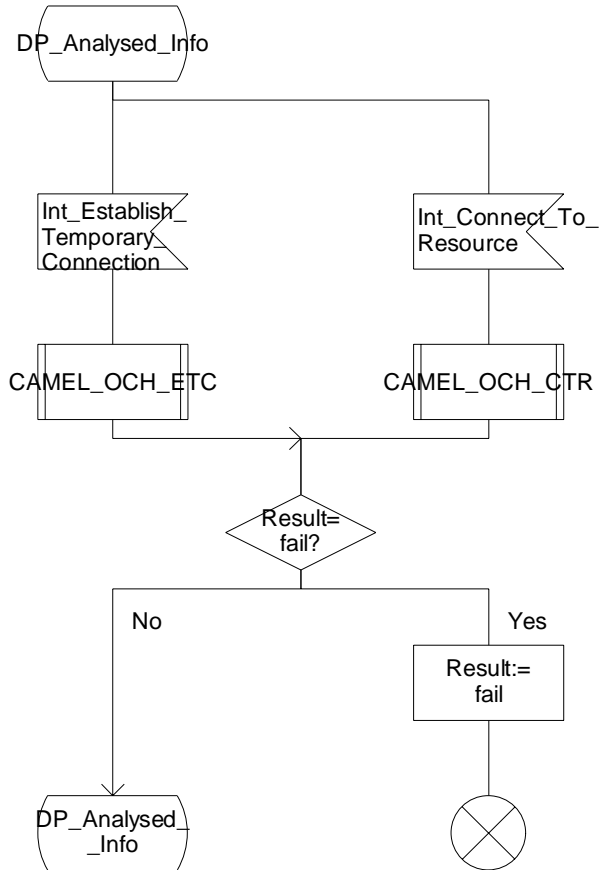 DP_Analysed_Info
Int_Establish_
Temporary_
Connection
Int_Connect_To_
Resource
CAMEL_OCH_ETC
CAMEL_OCH_CTR
Result=
fail?
No
Yes
Result:=
fail
DP_Analysed_
_Info